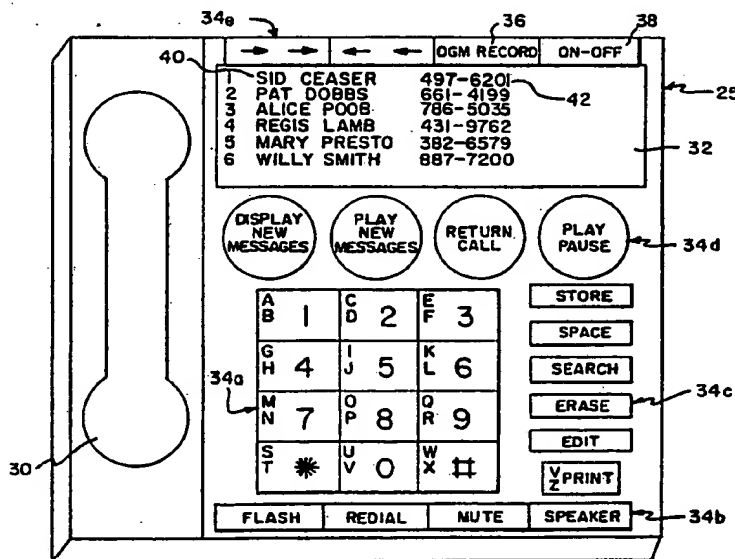 34e
36
38
→ → ← ← OGM RECORD ON-OFF
40
1 SID CEASER 497-6201
2 PAT DOBBS 661-4199
3 ALICE POOB 786-5035
4 REGIS LAMB 431-9762
5 MARY PRESTO 382-6579
6 WILLY SMITH 887-7200
42
25
32
DISPLAY NEW MESSAGES
PLAY NEW MESSAGES
RETURN CALL
PLAY PAUSE
34d
A B 1 C D 2 E F 3
G H 4 I J 5 K L 6
M N 7 O P 8 Q R 9
S T * U V 0 W X #
34a
STORE
SPACE
SEARCH
ERASE
EDIT
V Z PRINT
34c
30
FLASH REDIAL MUTE SPEAKER
34b